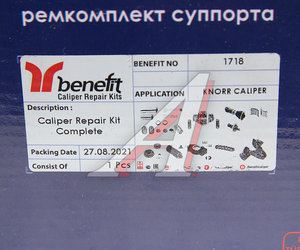 ремкомплект суппорта
benefit
Caliper Repair Kits
BENEFIT NO 1718
APPLICATION KNORR CALIPER
Description :
Caliper Repair Kit
Complete
Packing Date 27.08.2021
Consist Of 1 Pcs